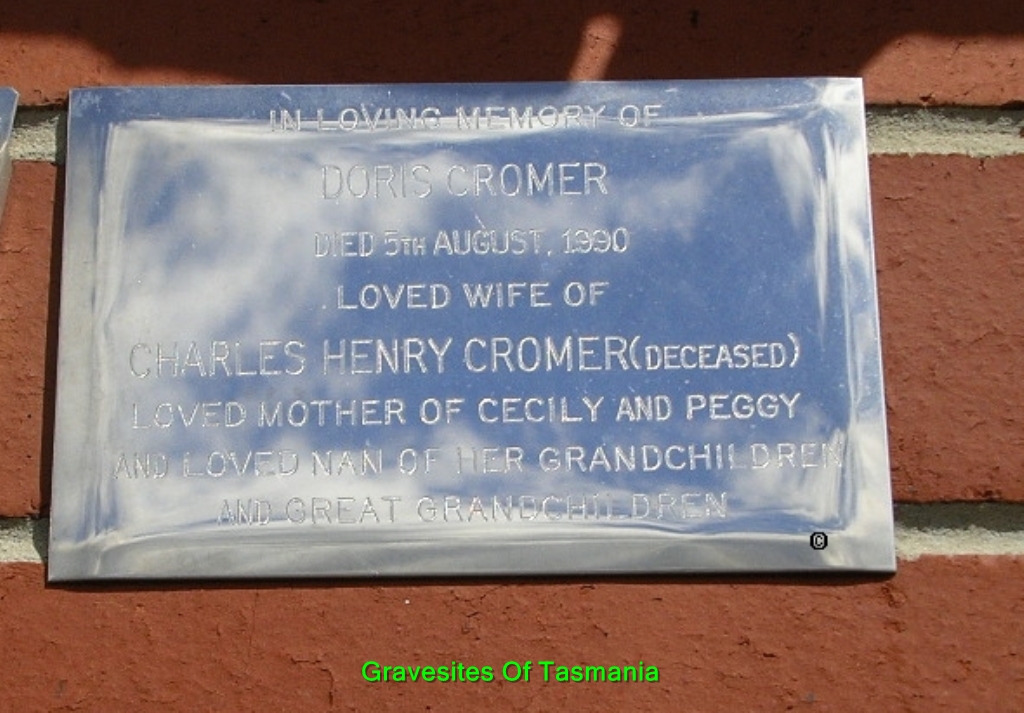 IN LOVING MEMORY OF
DORIS CROMER
DIED 5TH AUGUST, 1990
LOVED WIFE OF
CHARLES HENRY CROMER (DECEASED)
LOVED MOTHER OF CECILY AND PEGGY
AND LOVED NAN OF HER GRANDCHILDREN
AND GREAT GRANDCHILDREN
©
Gravesites Of Tasmania